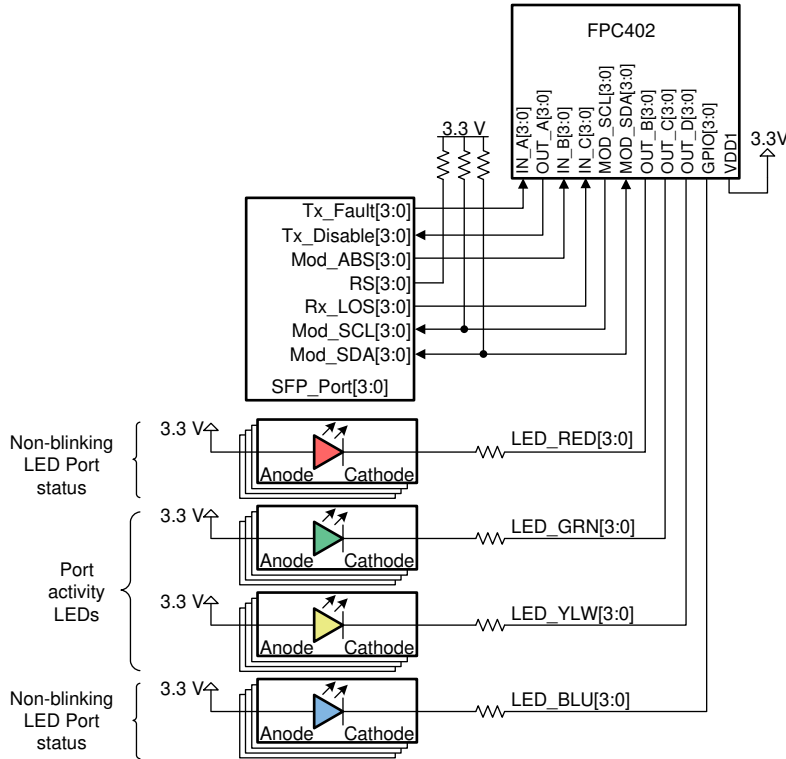 FPC402
IN_A[3:0]
OUT_A[3:0]
IN_B[3:0]
IN_C[3:0]
MOD_SCL[3:0]
MOD_SDA[3:0]
OUT_B[3:0]
OUT_C[3:0]
OUT_D[3:0]
GPIO[3:0]
VDD1
3.3V
3.3 V
Tx_Fault[3:0]
Tx_Disable[3:0]
Mod_ABS[3:0]
RS[3:0]
Rx_LOS[3:0]
Mod_SCL[3:0]
Mod_SDA[3:0]
SFP_Port[3:0]
Non-blinking
LED Port
status
3.3 V
Anode
Cathode
LED_RED[3:0]
Port
activity
LEDs
3.3 V
Anode
Cathode
LED_GRN[3:0]
3.3 V
Anode
Cathode
LED_YLW[3:0]
Non-blinking
LED Port
status
3.3 V
Anode
Cathode
LED_BLU[3:0]